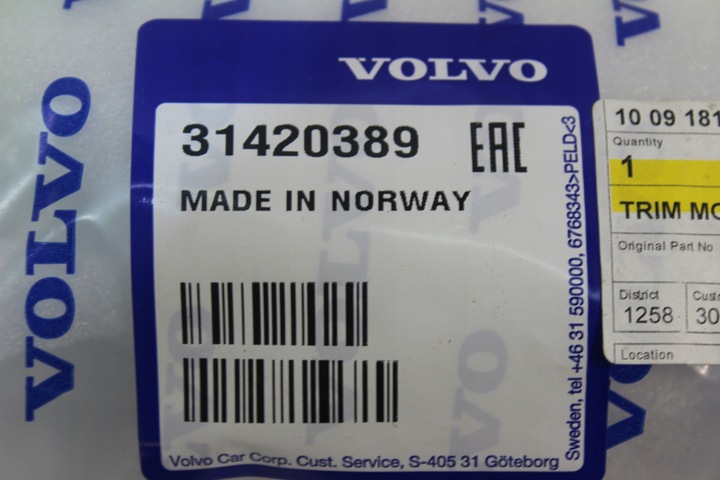 VOLVO
VOLVO
31420389
EAC
MADE IN NORWAY
Volvo Car Corp. Cust. Service, S-405 31 Göteborg
Sweden, tel +46 31 590000, 6768343>PELD<3
10 09 181
Quantity
1
TRIM MO
Original Part No
District
1258
Custo
30
Location